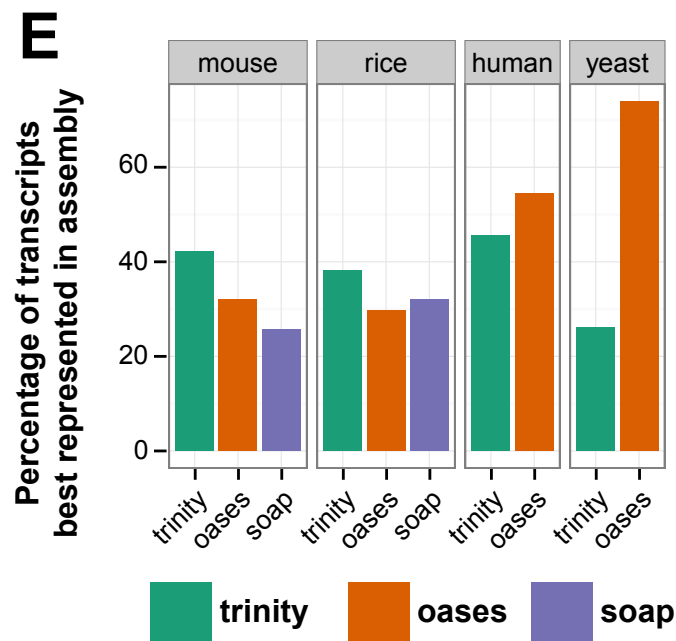 E
mouse rice human yeast
Percentage of transcripts
best represented in assembly
60
40
20
0
trinity oases soap trinity oases soap trinity oases trinity oases
trinity oases soap